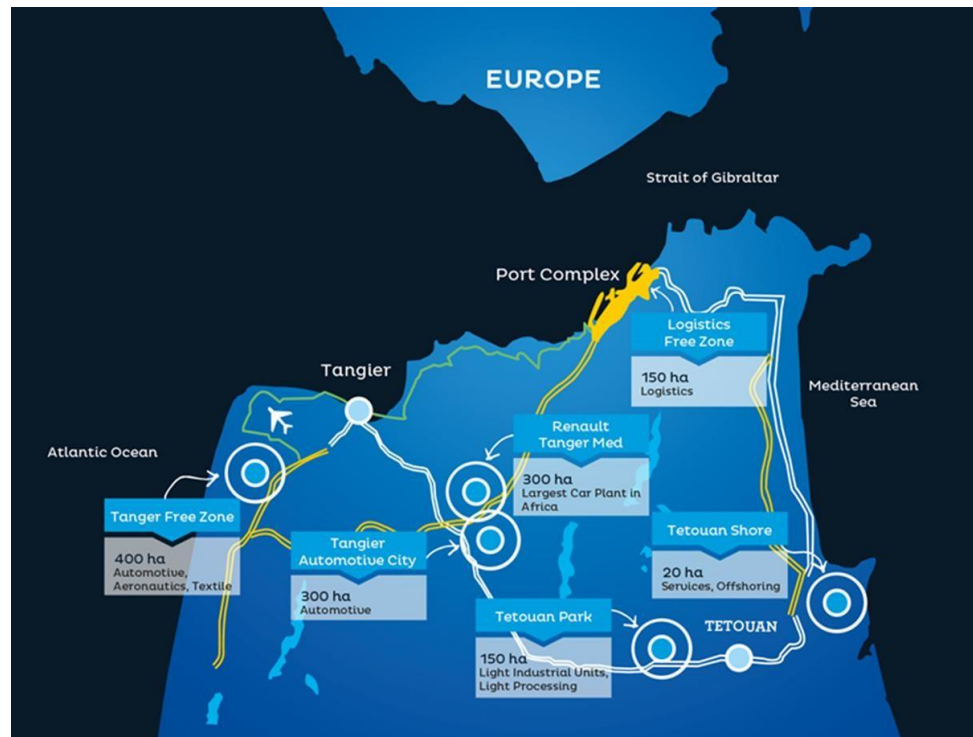 EUROPE
Strait of Gibraltar
Port Complex
Logistics
Free Zone
150 ha
Logistics
Tangier
Mediterranean
Sea
Renault
Tanger Med
300 ha
Largest Car Plant in
Africa
Atlantic Ocean
Tanger Free Zone
400 ha
Automotive,
Aeronautics, Textile
Tangier
Automotive City
300 ha
Automotive
Tetouan Shore
20 ha
Services, Offshoring
Tetouan Park
150 ha
Light Industrial Units,
Light Processing
TETOUAN